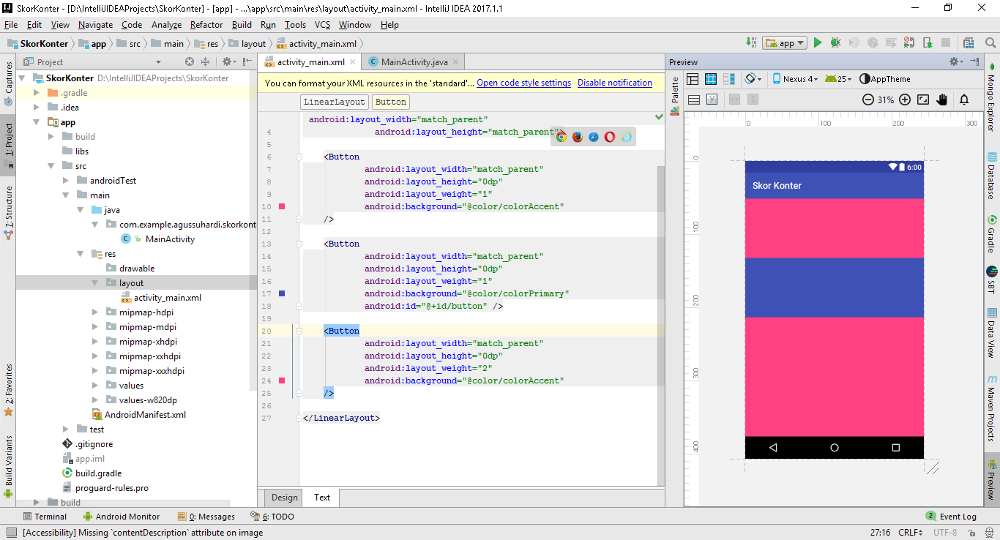 SkorKonter - [D:\IntelliJIDEAProjects\SkorKonter] - [app] - ...\app\src\main\res\layout\activity_main.xml - IntelliJ IDEA 2017.1.1
File Edit View Navigate Code Analyze Refactor Build Run Tools VCS Window Help
SkorKonter app src main res layout activity_main.xml
app
Captures
1: Project
7: Structure
2: Favorites
Build Variants
Project
SkorKonter D:\IntelliJIDEAProjects\SkorKonter
.gradle
.idea
app
build
libs
src
androidTest
main
java
com.example.agussuhardi.skorkont
MainActivity
res
drawable
layout
activity_main.xml
mipmap-hdpi
mipmap-mdpi
mipmap-xhdpi
mipmap-xxhdpi
mipmap-xxxhdpi
values
values-w820dp
AndroidManifest.xml
test
.gitignore
app.iml
build.gradle
proguard-rules.pro
build
activity_main.xml MainActivity.java
You can format your XML resources in the 'standard'... Open code style settings Disable notification
LinearLayout Button
android:layout_width="match_parent"
4 android:layout_height="match_parent">
5
6 <Button
7 android:layout_width="match_parent"
8 android:layout_height="0dp"
9 android:layout_weight="1"
10 android:background="@color/colorAccent"
11 />
12
13 <Button
14 android:layout_width="match_parent"
15 android:layout_height="0dp"
16 android:layout_weight="1"
17 android:background="@color/colorPrimary"
18 android:id="@+id/button" />
19
20 <Button
21 android:layout_width="match_parent"
22 android:layout_height="0dp"
23 android:layout_weight="2"
24 android:background="@color/colorAccent"
25 />
26
27 </LinearLayout>
Design Text
Preview
Palette
Nexus 4 25 AppTheme
31%
0 100 200 300
0
100
200
300
400
6:00
Skor Konter
Mongo Explorer
Database
Gradle
SBT
Data View
Maven Projects
Preview
Terminal Android Monitor 0: Messages 6: TODO 2 Event Log
[Accessibility] Missing `contentDescription` attribute on image 27:16 CRLF UTF-8